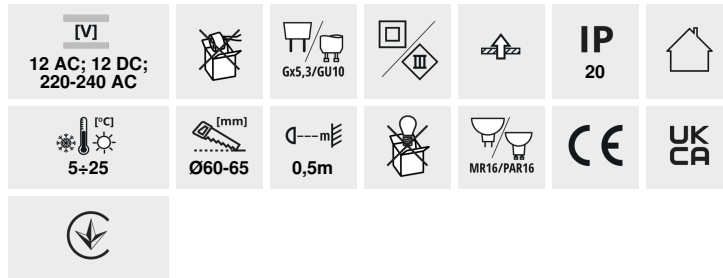 [V]
12 AC; 12 DC;
220-240 AC
Gx5,3/GU10
III
IP
20
[°C]
5÷25
[mm]
Ø60-65
m
0,5m
MR16/PAR16
CE
UK
CA